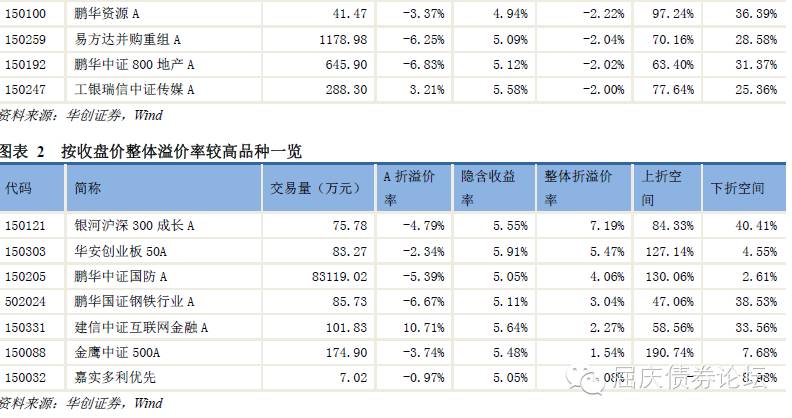 150100 鹏华资源 A 41.47 -3.37% 4.94% -2.22% 97.24% 36.39%
150259 易方达并购重组 A 1178.98 -6.25% 5.09% -2.04% 70.16% 28.58%
150192 鹏华中证 800 地产 A 645.90 -6.83% 5.12% -2.02% 63.40% 31.37%
150247 工银瑞信中证传媒 A 288.30 3.21% 5.58% -2.00% 77.64% 25.36%
资料来源：华创证券，Wind
图表 2 按收盘价整体溢价率较高品种一览
代码 简称 交易量（万元） A 折溢价率 隐含收益率 整体折溢价率 上折空间 下折空间
150121 银河沪深 300 成长 A 75.78 -4.79% 5.55% 7.19% 84.33% 40.41%
150303 华安创业板 50A 83.27 -2.34% 5.91% 5.47% 127.14% 4.55%
150205 鹏华中证国防 A 83119.02 -5.39% 5.05% 4.06% 130.06% 2.61%
502024 鹏华国证钢铁行业 A 85.73 -6.67% 5.11% 3.04% 47.06% 38.53%
150331 建信中证互联网金融 A 101.83 10.71% 5.64% 2.27% 58.56% 33.56%
150088 金鹰中证 500A 174.90 -3.74% 5.48% 1.54% 190.74% 7.68%
150032 嘉实多利优先 7.02 -0.97% 5.05% -
资料来源：华创证券，Wind
屈庆债券论坛